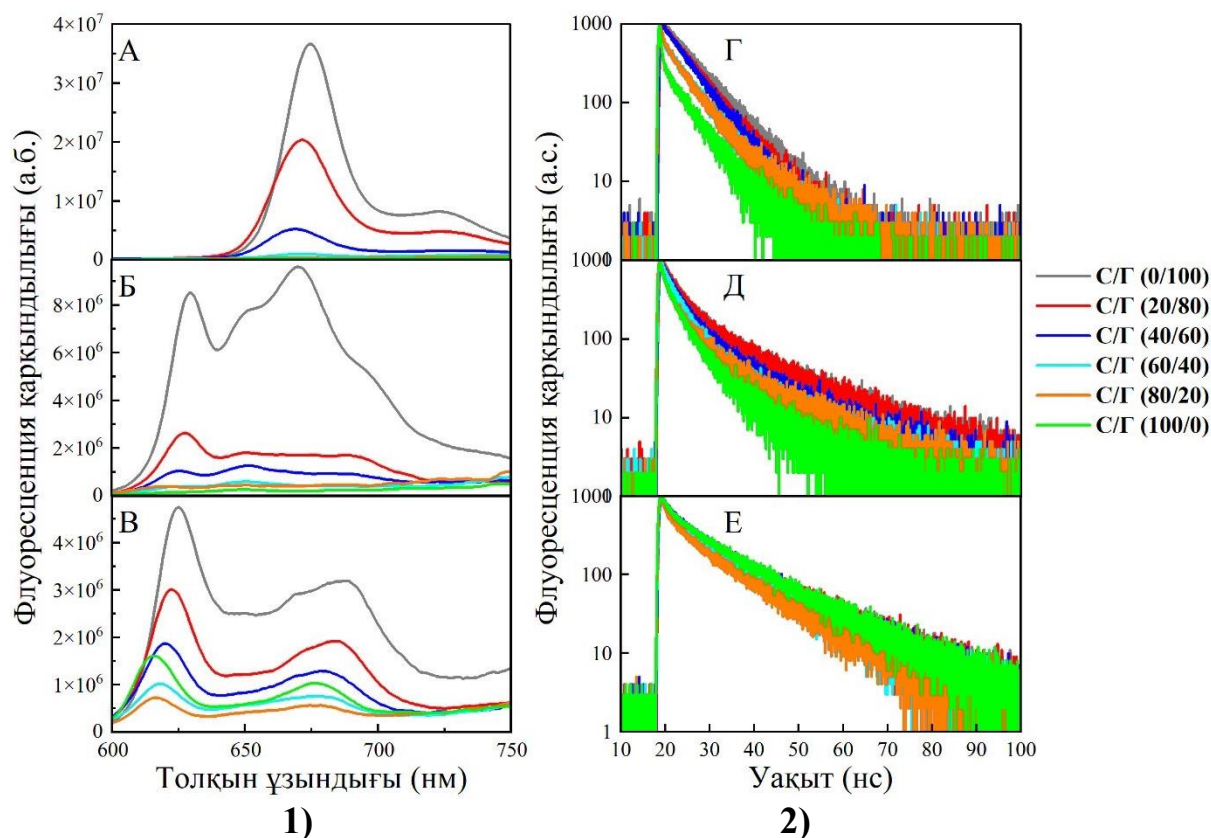 4×10⁷
3×10⁷
2×10⁷
1×10⁷
0
А
8×10⁶
6×10⁶
4×10⁶
2×10⁶
0
Б
4×10⁶
3×10⁶
2×10⁶
1×10⁶
0
В
600
650
700
750
Флуоресценция қарқындылығы (а.б.)
Толқын ұзындығы (нм)
1)
1000
100
10
Г
1000
100
10
Д
1000
100
10
1
Е
10
20
30
40
50
60
70
80
90
100
Флуоресценция қарқындылығы (а.с.)
Уақыт (нс)
2)
С/Г (0/100)
С/Г (20/80)
С/Г (40/60)
С/Г (60/40)
С/Г (80/20)
С/Г (100/0)